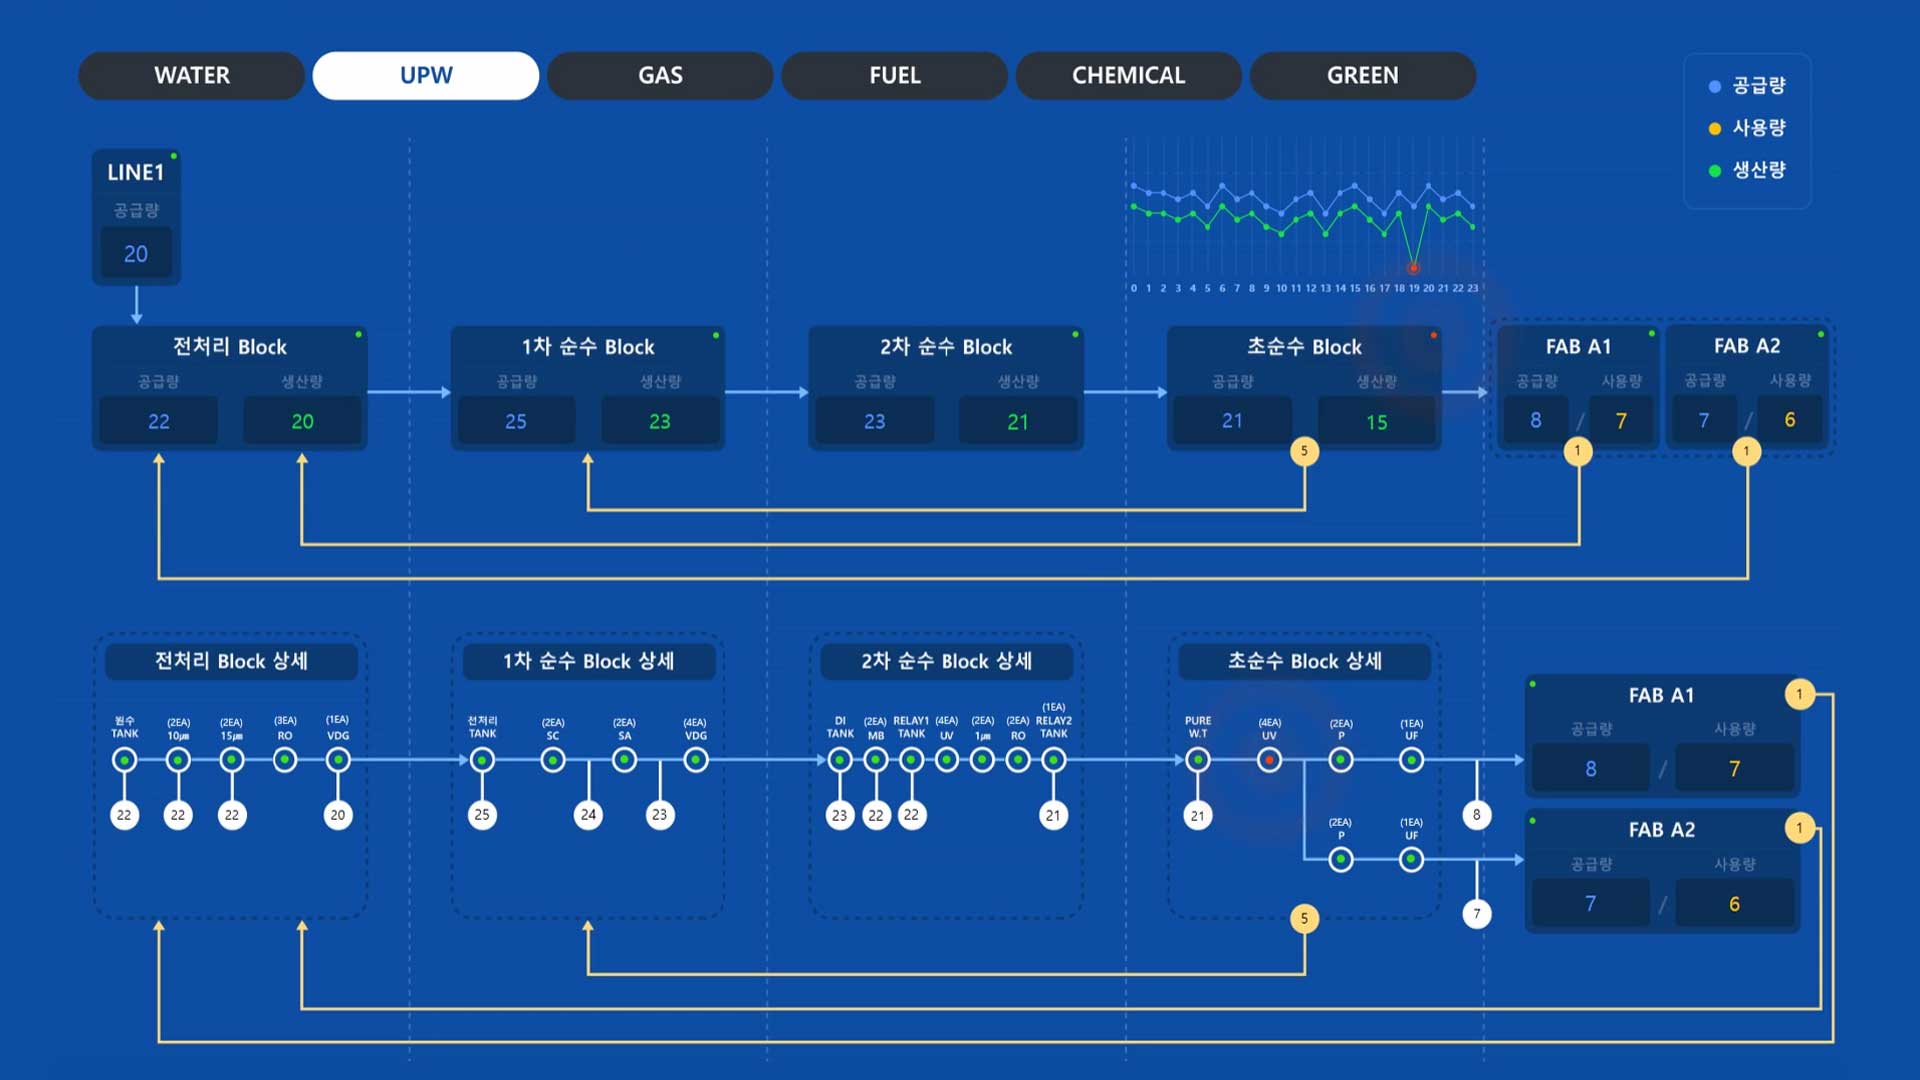 WATER
UPW
GAS
FUEL
CHEMICAL
GREEN
공급량
사용량
생산량
LINE1
공급량
20
0 1 2 3 4 5 6 7 8 9 10 11 12 13 14 15 16 17 18 19 20 21 22 23
전처리 Block
공급량 생산량
22 20
1차 순수 Block
공급량 생산량
25 23
2차 순수 Block
공급량 생산량
23 21
초순수 Block
공급량 생산량
21 15
5
FAB A1
공급량 사용량
8 / 7
1
FAB A2
공급량 사용량
7 / 6
1
전처리 Block 상세
원수
TANK
(2EA)
10㎛
(2EA)
15㎛
(3EA)
RO
(1EA)
VDG
22 22 22 20
1차 순수 Block 상세
전처리
TANK
(2EA)
SC
(2EA)
SA
(4EA)
VDG
25 24 23
2차 순수 Block 상세
DI
TANK
(2EA)
MB
RELAY1
TANK
(4EA)
UV
(2EA)
1㎛
(2EA)
RO
(1EA)
RELAY2
TANK
23 22 22 21
초순수 Block 상세
PURE
W.T
(4EA)
UV
(2EA)
P
(1EA)
UF
21
8
(2EA)
P
(1EA)
UF
7
5
FAB A1
1
공급량 사용량
8 / 7
FAB A2
1
공급량 사용량
7 / 6